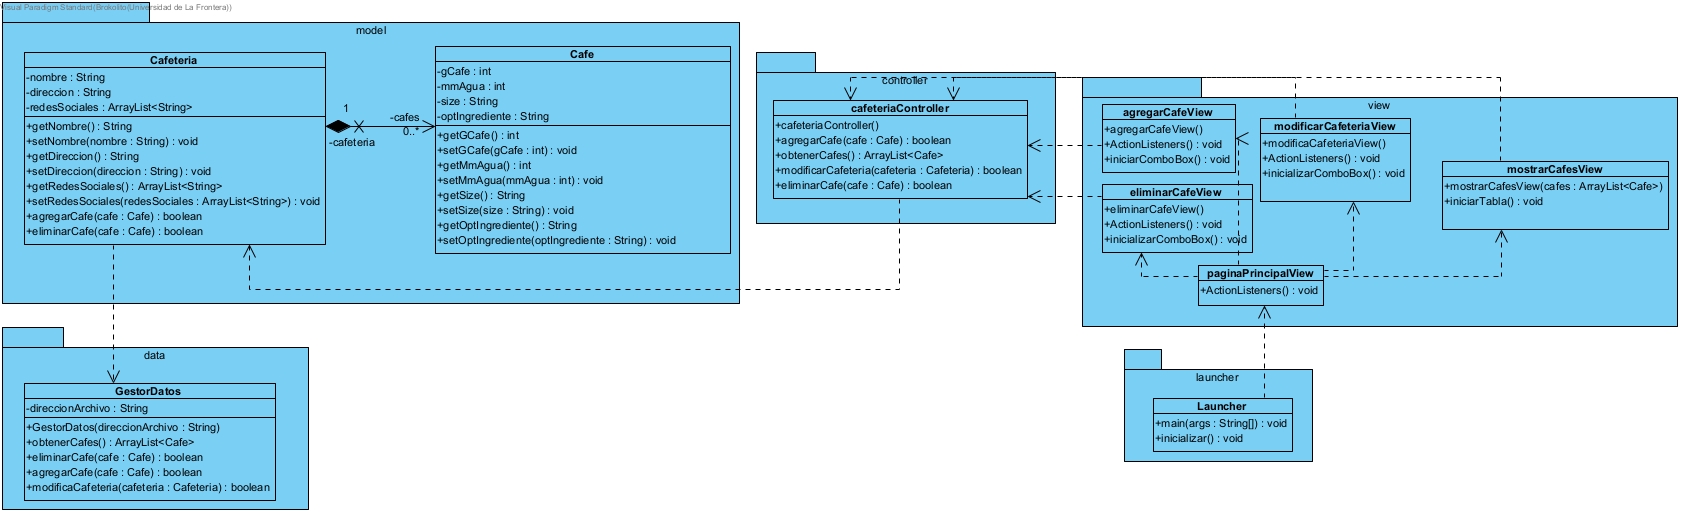 Visual Paradigm Standard(Brokolito(Universidad de La Frontera))
model
Cafeteria
-nombre : String
-direccion : String
-redesSociales : ArrayList<String>
+getNombre() : String
+setNombre(nombre : String) : void
+getDireccion() : String
+setDireccion(direccion : String) : void
+getRedesSociales() : ArrayList<String>
+setRedesSociales(redesSociales : ArrayList<String>) : void
+agregarCafe(cafe : Cafe) : boolean
+eliminarCafe(cafe : Cafe) : boolean
1
-cafeteria
-cafes
0..*
Cafe
-gCafe : int
-mmAgua : int
-size : String
-optIngrediente : String
+getGCafe() : int
+setGCafe(gCafe : int) : void
+getMmAgua() : int
+setMmAgua(mmAgua : int) : void
+getSize() : String
+setSize(size : String) : void
+getOptIngrediente() : String
+setOptIngrediente(optIngrediente : String) : void
controller
cafeteriaController
+cafeteriaController()
+agregarCafe(cafe : Cafe) : boolean
+obtenerCafes() : ArrayList<Cafe>
+modificarCafeteria(cafeteria : Cafeteria) : boolean
+eliminarCafe(cafe : Cafe) : boolean
view
agregarCafeView
+agregarCafeView()
+ActionListeners() : void
+iniciarComboBox() : void
modificarCafeteriaView
+modificaCafeteriaView()
+ActionListeners() : void
+inicializarComboBox() : void
mostrarCafesView
+mostrarCafesView(cafes : ArrayList<Cafe>)
+iniciarTabla() : void
eliminarCafeView
+eliminarCafeView()
+ActionListeners() : void
+inicializarComboBox() : void
paginaPrincipalView
+ActionListeners() : void
data
GestorDatos
-direccionArchivo : String
+GestorDatos(direccionArchivo : String)
+obtenerCafes() : ArrayList<Cafe>
+eliminarCafe(cafe : Cafe) : boolean
+agregarCafe(cafe : Cafe) : boolean
+modificaCafeteria(cafeteria : Cafeteria) : boolean
launcher
Launcher
+main(args : String[]) : void
+inicializar() : void